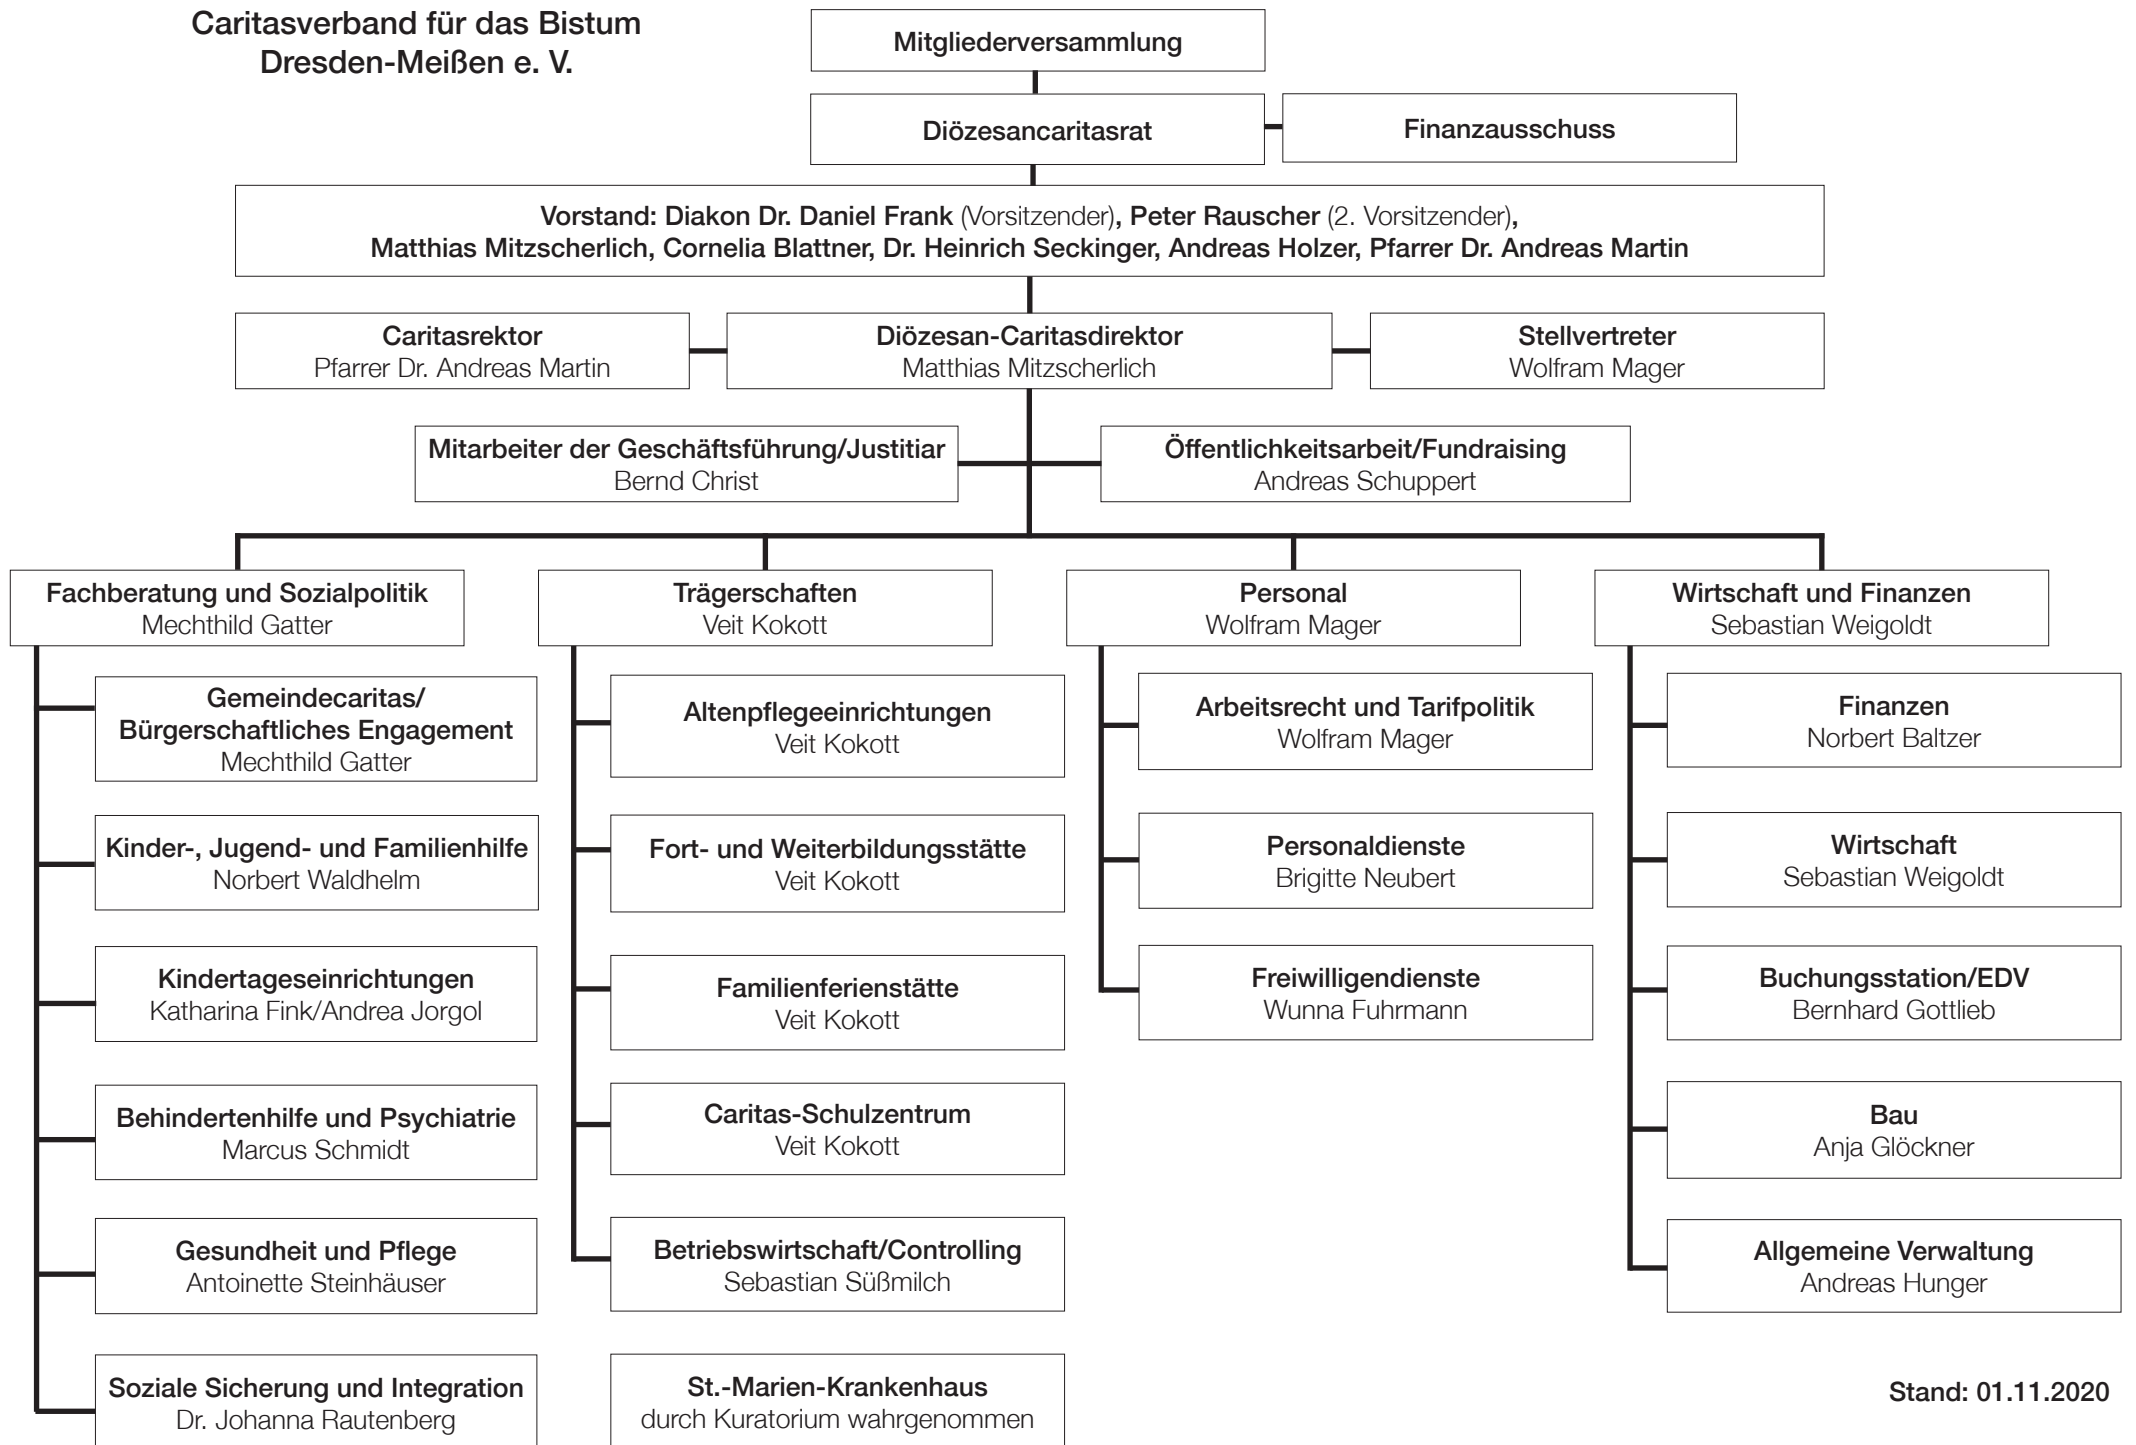 Caritasverband für das Bistum
Dresden-Meißen e. V.
Mitgliederversammlung
Diözesancaritasrat
Finanzausschuss
Vorstand: Diakon Dr. Daniel Frank (Vorsitzender), Peter Rauscher (2. Vorsitzender),
Matthias Mitzscherlich, Cornelia Blattner, Dr. Heinrich Seckinger, Andreas Holzer, Pfarrer Dr. Andreas Martin
Caritasrektor
Pfarrer Dr. Andreas Martin
Diözesan-Caritasdirektor
Matthias Mitzscherlich
Stellvertreter
Wolfram Mager
Mitarbeiter der Geschäftsführung/Justitiar
Bernd Christ
Öffentlichkeitsarbeit/Fundraising
Andreas Schuppert
Fachberatung und Sozialpolitik
Mechthild Gatter
Gemeindecaritas/
Bürgerschaftliches Engagement
Mechthild Gatter
Kinder-, Jugend- und Familienhilfe
Norbert Waldhelm
Kindertageseinrichtungen
Katharina Fink/Andrea Jorgol
Behindertenhilfe und Psychiatrie
Marcus Schmidt
Gesundheit und Pflege
Antoinette Steinhäuser
Soziale Sicherung und Integration
Dr. Johanna Rautenberg
Trägerschaften
Veit Kokott
Altenpflegeeinrichtungen
Veit Kokott
Fort- und Weiterbildungsstätte
Veit Kokott
Familienferienstätte
Veit Kokott
Caritas-Schulzentrum
Veit Kokott
Betriebswirtschaft/Controlling
Sebastian Süßmilch
St.-Marien-Krankenhaus
durch Kuratorium wahrgenommen
Personal
Wolfram Mager
Arbeitsrecht und Tarifpolitik
Wolfram Mager
Personaldienste
Brigitte Neubert
Freiwilligendienste
Wunna Fuhrmann
Wirtschaft und Finanzen
Sebastian Weigoldt
Finanzen
Norbert Baltzer
Wirtschaft
Sebastian Weigoldt
Buchungsstation/EDV
Bernhard Gottlieb
Bau
Anja Glöckner
Allgemeine Verwaltung
Andreas Hunger
Stand: 01.11.2020